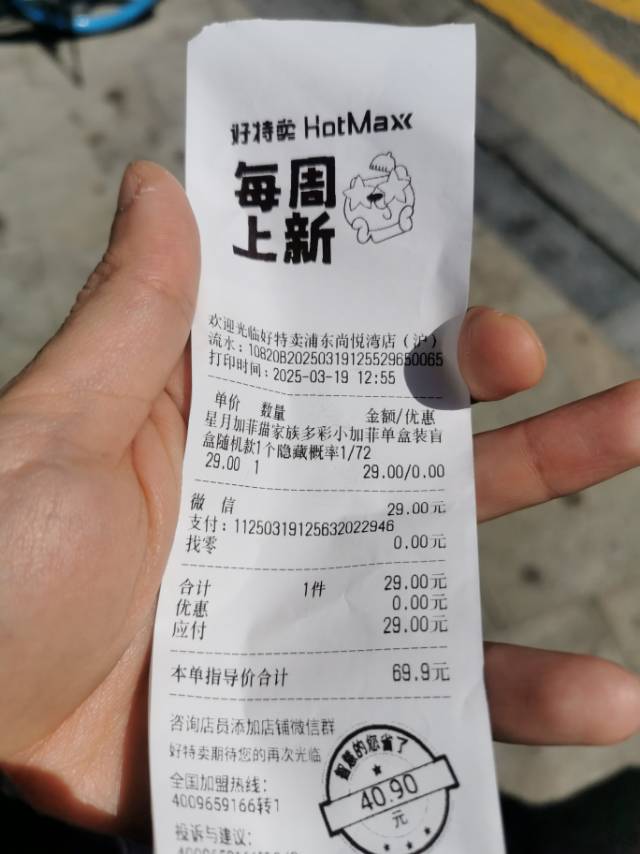 好特卖 HotMaxx
每周
上新
欢迎光临好特卖浦东尚悦湾店（沪）
流水：10820B20250319125529650065
打印时间：2025-03-19 12:55
单价 数量 金额/优惠
星月加菲猫家族多彩小加菲单盒装盲
盒随机款1个隐藏概率1/72
29.00 1 29.00/0.00
微 信 29.00元
支付：11250319125632022946
找零 0.00元
合计 1件 29.00元
优惠 0.00元
应付 29.00元
本单指导价合计 69.9元
咨询店员添加店铺微信群
好特卖期待您的再次光临
智慧的您省了
40.90
元
全国加盟热线：
4009659166转1
投诉与建议：